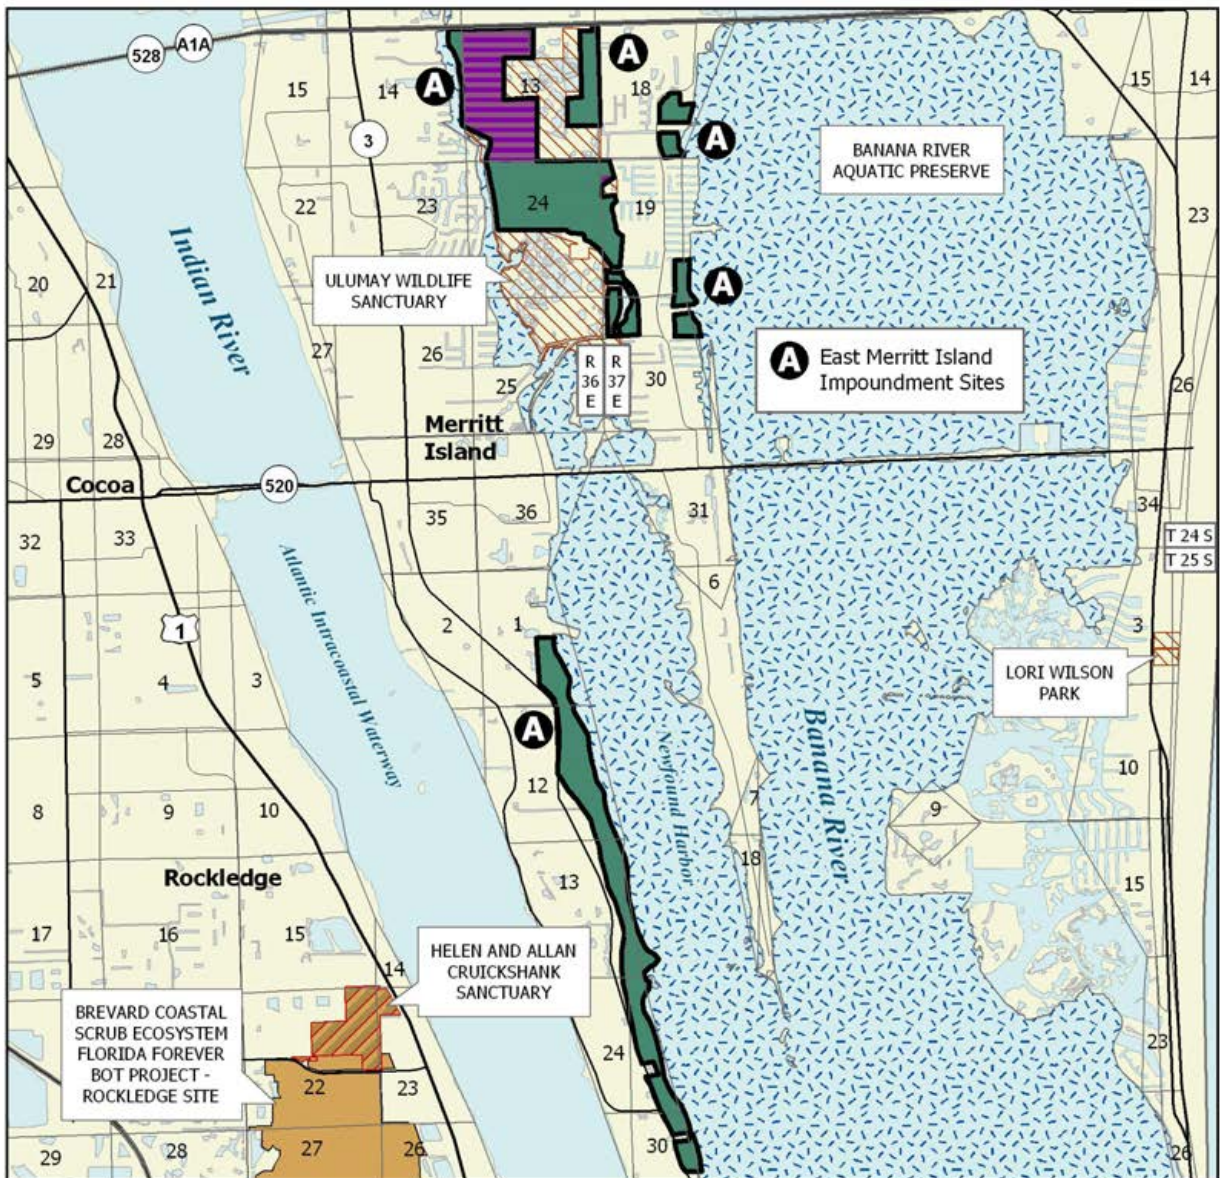 528
A1A
15
14
A
13
A
18
15
14
3
A
BANANA RIVER
AQUATIC PRESERVE
22
23
24
19
23
Indian River
20
21
ULUMAY WILDLIFE
SANCTUARY
A
27
26
25
R
36
E
R
37
E
30
A
East Merritt Island
Impoundment Sites
26
29
28
Merritt
Island
Cocoa
520
32
33
35
36
31
34
T 24 S
T 25 S
Atlantic Intracoastal Waterway
6
1
2
1
3
5
4
3
LORI WILSON
PARK
A
Newfound Harbor
Banana River
12
10
8
9
10
7
9
18
Rockledge
13
15
17
16
15
14
HELEN AND ALLAN
CRUICKSHANK
SANCTUARY
BREVARD COASTAL
SCRUB ECOSYSTEM
FLORIDA FOREVER
BOT PROJECT -
ROCKLEDGE SITE
24
23
22
23
29
28
27
26
30
26